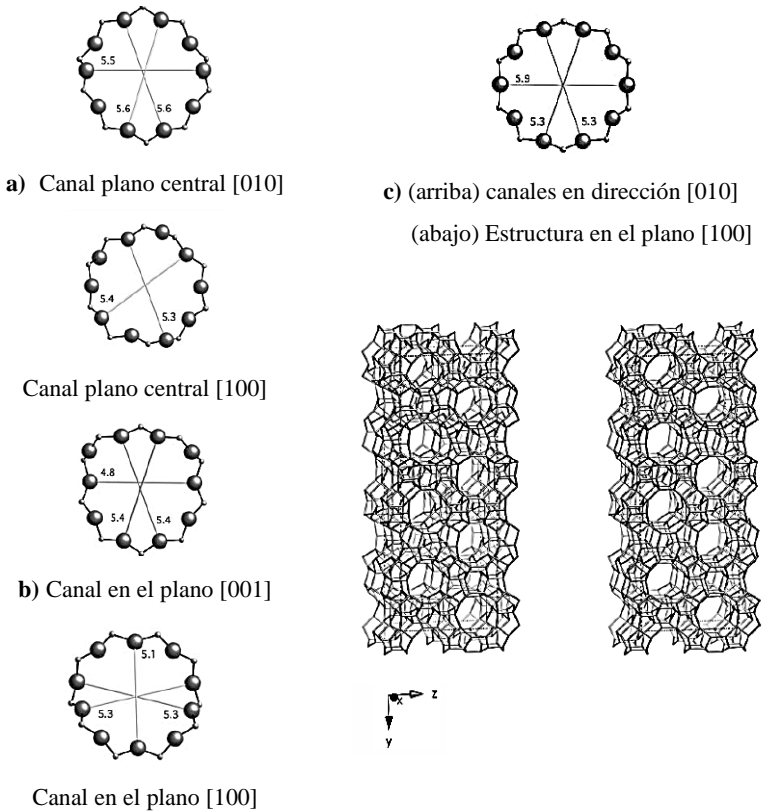 5.5
5.6 5.6
a) Canal plano central [010]
5.4
5.3
Canal plano central [100]
4.8
5.4 5.4
b) Canal en el plano [001]
5.1
5.3 5.3
Canal en el plano [100]
5.9
5.3 5.3
c) (arriba) canales en dirección [010]
(abajo) Estructura en el plano [100]
x z
y